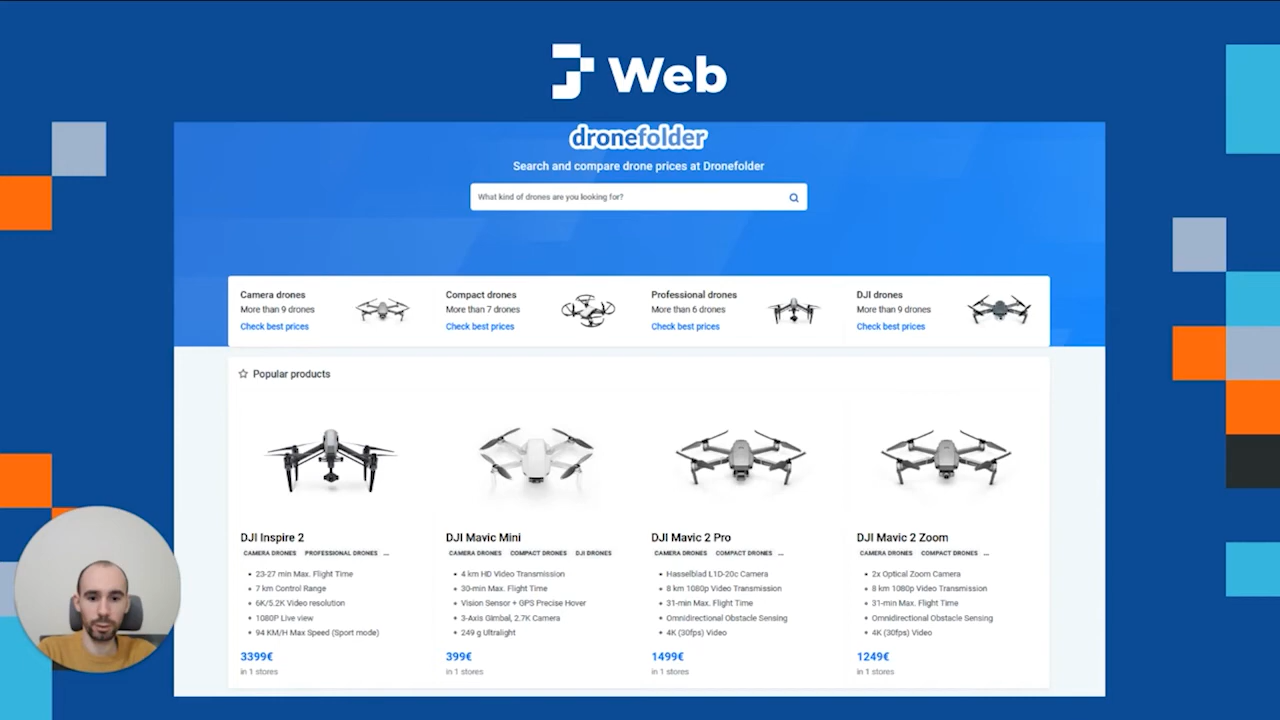 Web
dronefolder
Search and compare drone prices at Dronefolder
What kind of drones are you looking for?
Camera drones
More than 9 drones
Check best prices
Compact drones
More than 7 drones
Check best prices
Professional drones
More than 6 drones
Check best prices
DJI drones
More than 9 drones
Check best prices
Popular products
DJI Inspire 2
CAMERA DRONES PROFESSIONAL DRONES ...
• 23-27 min Max. Flight Time
• 7 km Control Range
• 6K/5.2K Video resolution
• 1080P Live view
• 94 KM/H Max Speed (Sport mode)
3399€
in 1 stores
DJI Mavic Mini
CAMERA DRONES COMPACT DRONES DJI DRONES
• 4 km HD Video Transmission
• 30-min Max. Flight Time
• Vision Sensor + GPS Precise Hover
• 3-Axis Gimbal, 2.7K Camera
• 249 g Ultralight
399€
in 1 stores
DJI Mavic 2 Pro
CAMERA DRONES COMPACT DRONES ...
• Hasselblad L1D-20c Camera
• 8 km 1080p Video Transmission
• 31-min Max. Flight Time
• Omnidirectional Obstacle Sensing
• 4K (30fps) Video
1499€
in 1 stores
DJI Mavic 2 Zoom
CAMERA DRONES COMPACT DRONES ...
• 2x Optical Zoom Camera
• 8 km 1080p Video Transmission
• 31-min Max. Flight Time
• Omnidirectional Obstacle Sensing
• 4K (30fps) Video
1249€
in 1 stores